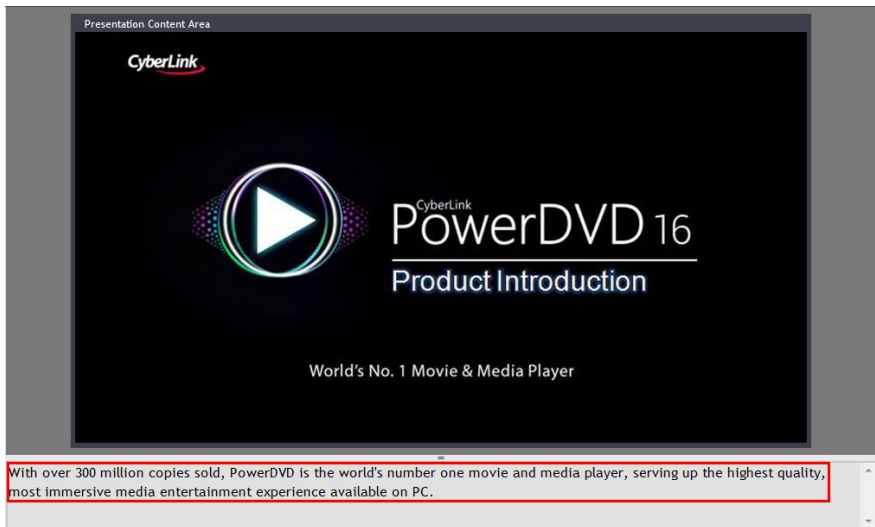 Presentation Content Area
CyberLink
CyberLink
PowerDVD 16
Product Introduction
World's No. 1 Movie & Media Player
With over 300 million copies sold, PowerDVD is the world's number one movie and media player, serving up the highest quality,
most immersive media entertainment experience available on PC.